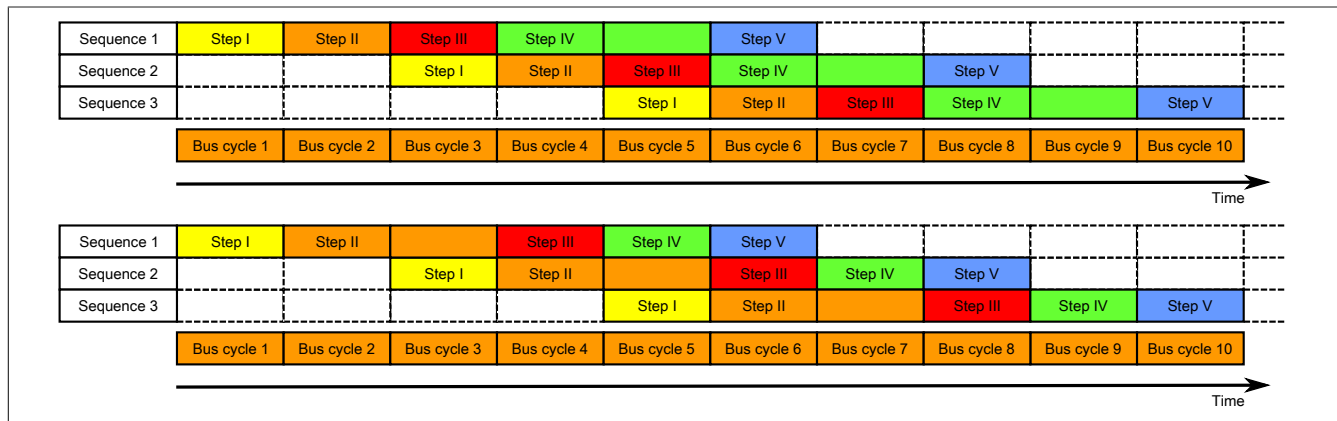 Sequence 1 Step I Step II Step III Step IV Step V
Sequence 2 Step I Step II Step III Step IV Step V
Sequence 3 Step I Step II Step III Step IV Step V
Bus cycle 1 Bus cycle 2 Bus cycle 3 Bus cycle 4 Bus cycle 5 Bus cycle 6 Bus cycle 7 Bus cycle 8 Bus cycle 9 Bus cycle 10
Time
Sequence 1 Step I Step II Step III Step IV Step V
Sequence 2 Step I Step II Step III Step IV Step V
Sequence 3 Step I Step II Step III Step IV Step V
Bus cycle 1 Bus cycle 2 Bus cycle 3 Bus cycle 4 Bus cycle 5 Bus cycle 6 Bus cycle 7 Bus cycle 8 Bus cycle 9 Bus cycle 10
Time